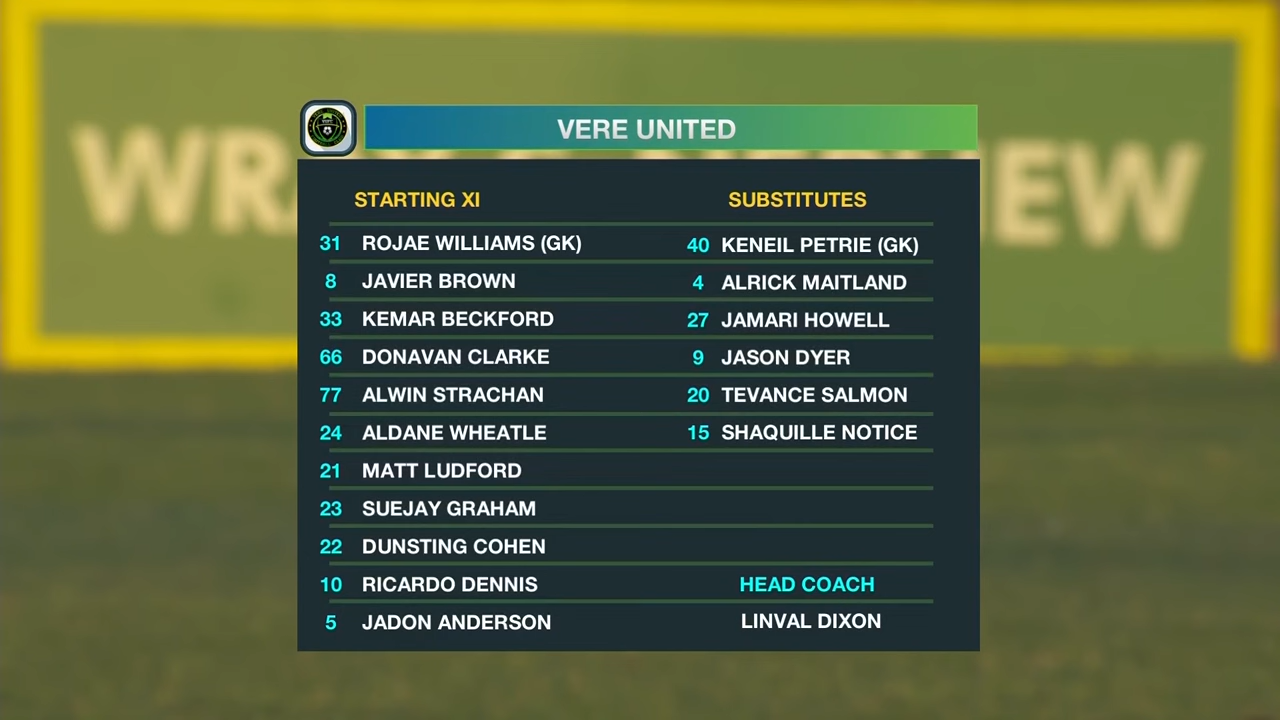 VERE UNITED
STARTING XI
31 ROJAE WILLIAMS (GK)
8 JAVIER BROWN
33 KEMAR BECKFORD
66 DONAVAN CLARKE
77 ALWIN STRACHAN
24 ALDANE WHEATLE
21 MATT LUDFORD
23 SUEJAY GRAHAM
22 DUNSTING COHEN
10 RICARDO DENNIS
5 JADON ANDERSON
SUBSTITUTES
40 KENEIL PETRIE (GK)
4 ALRICK MAITLAND
27 JAMARI HOWELL
9 JASON DYER
20 TEVANCE SALMON
15 SHAQUILLE NOTICE
HEAD COACH
LINVAL DIXON